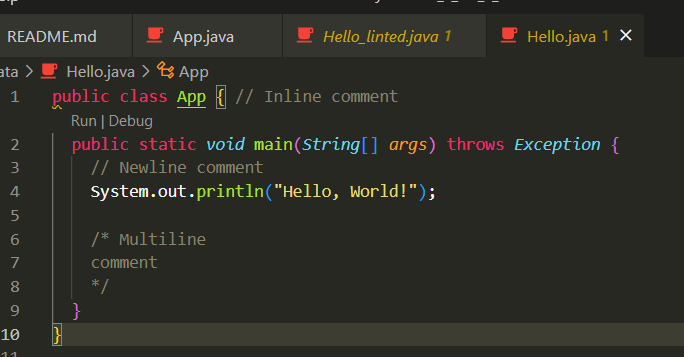 README.md App.java Hello_linted.java 1 Hello.java 1
ata > Hello.java > App
1 public class App { // Inline comment
Run | Debug
2 public static void main(String[] args) throws Exception {
3 // Newline comment
4 System.out.println("Hello, World!");
5
6 /* Multiline
7 comment
8 */
9 }
10 }
11